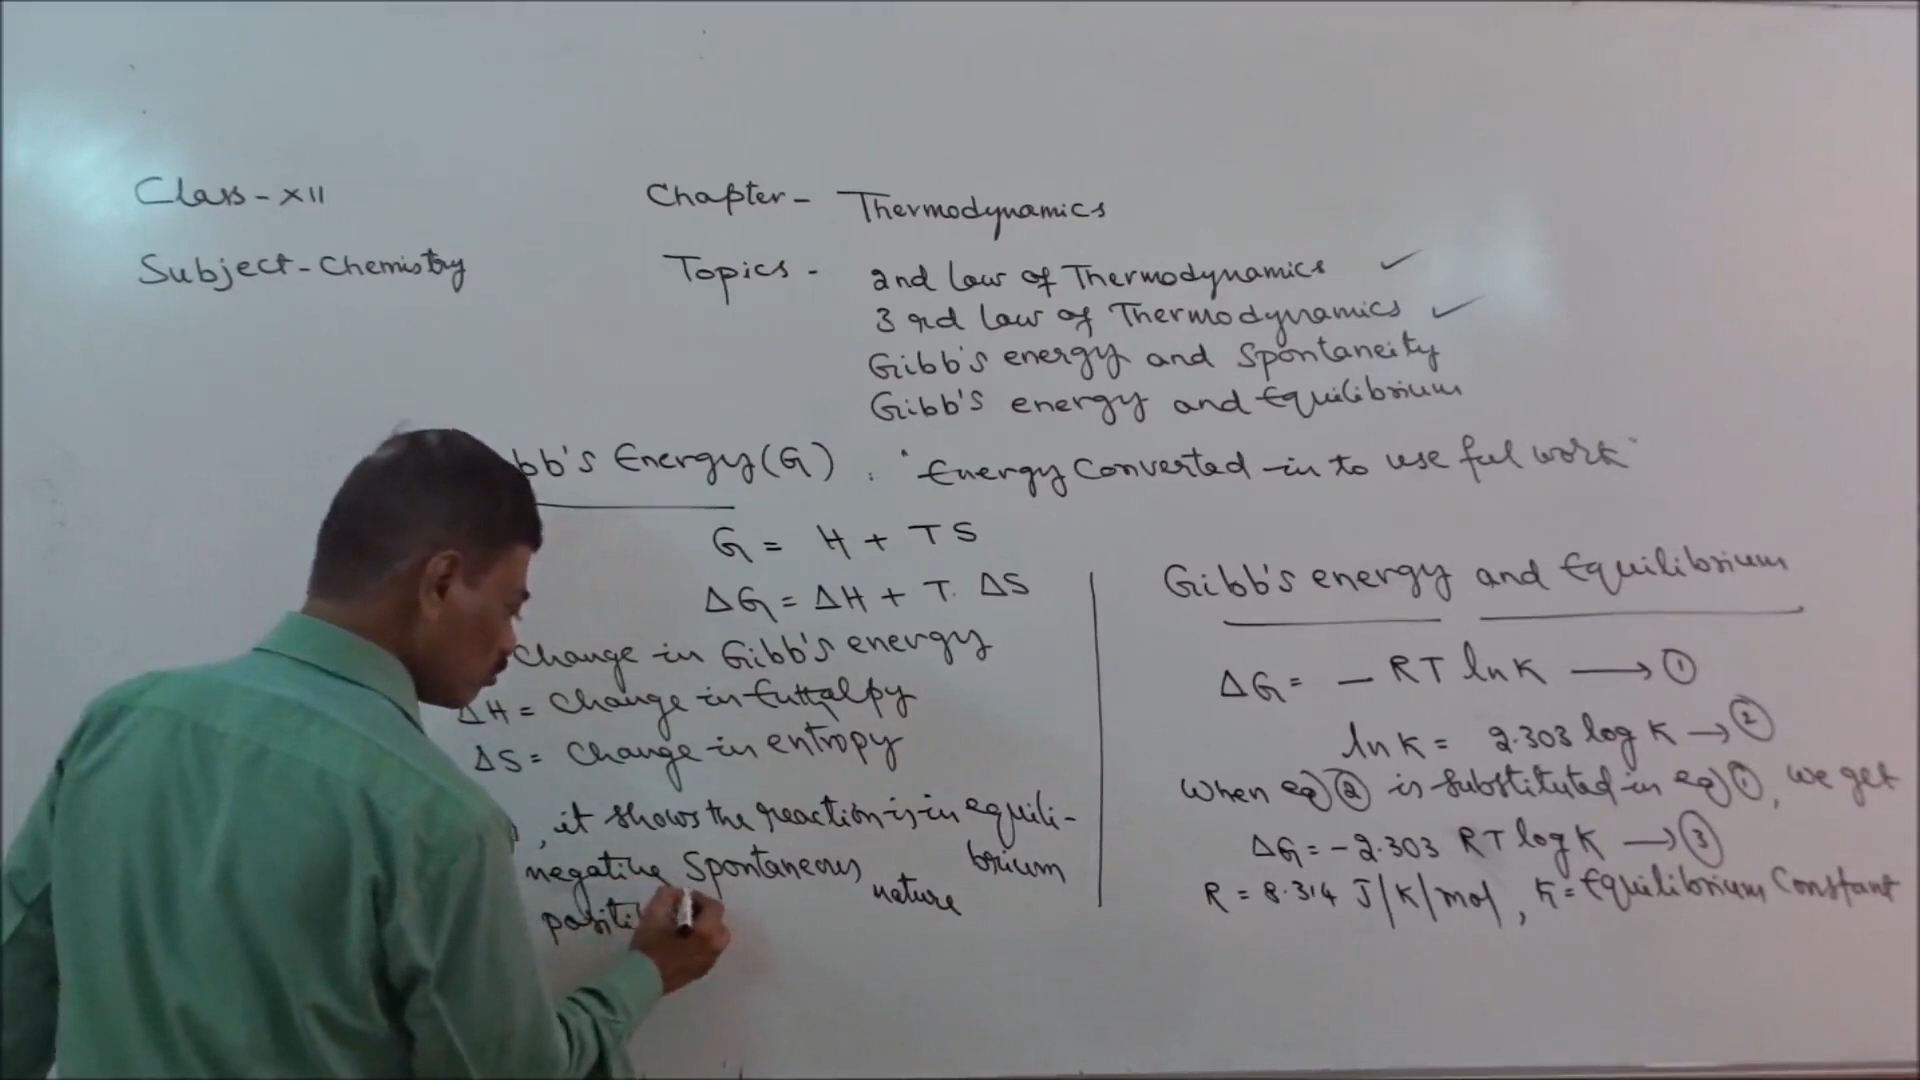 Class - XII
Subject - Chemistry
Chapter - Thermodynamics
Topics - 2nd law of Thermodynamics ✓
3rd law of Thermodynamics ✓
Gibb's energy and Spontaneity
Gibb's energy and Equilibrium
bb's Energy (G) : "Energy Converted in to useful work"
G = H + TS
ΔG = ΔH + T. ΔS
Change in Gibb's energy
ΔH = Change in Enthalpy
ΔS = Change in entropy
, it shows the reaction is in equili-
brium
negative Spontaneous nature
positi
Gibb's energy and Equilibrium
ΔG = - RT ln K ⟶ ①
ln K = 2.303 log K → ②
When eq ② is substituted in eq ①, we get
ΔG = - 2.303 RT log K ⟶ ③
R = 8.314 J/K/mol, K = Equilibrium Constant